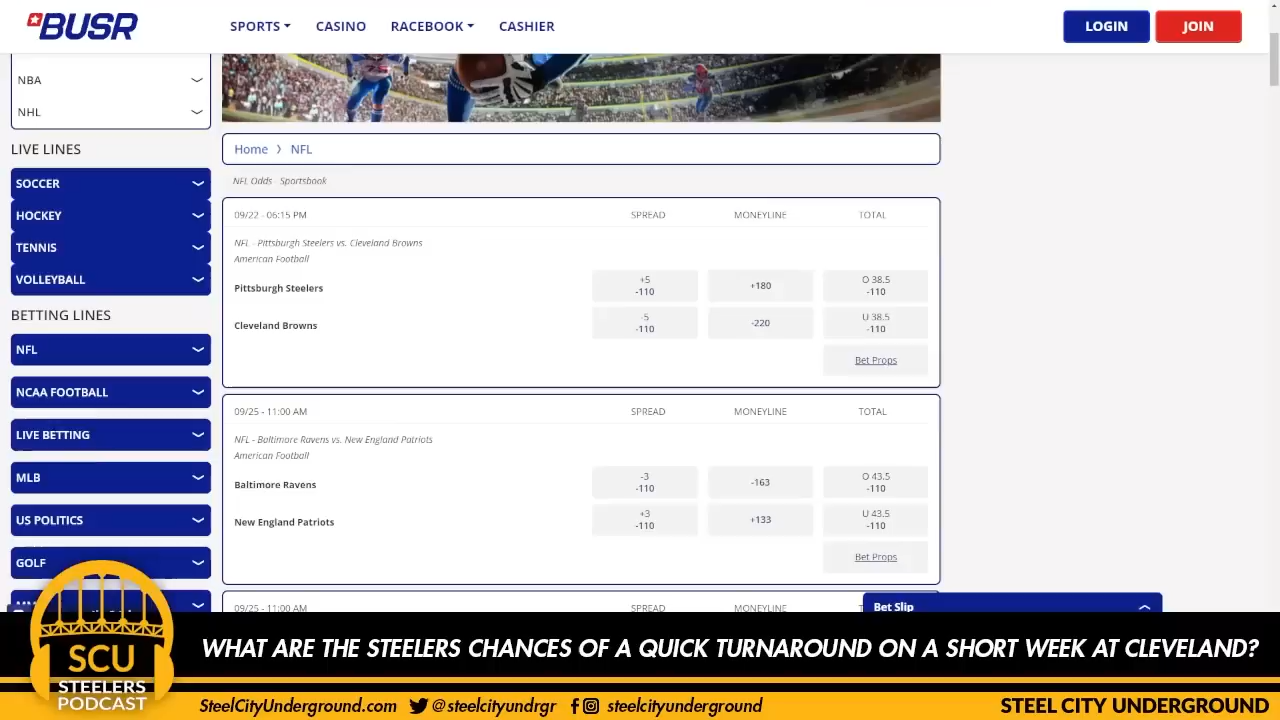 BUSR
SPORTS
CASINO
RACEBOOK
CASHIER
LOGIN
JOIN
NBA
NHL
LIVE LINES
SOCCER
HOCKEY
TENNIS
VOLLEYBALL
BETTING LINES
NFL
NCAA FOOTBALL
LIVE BETTING
MLB
US POLITICS
GOLF
Home > NFL
NFL Odds - Sportsbook
09/22 - 06:15 PM SPREAD MONEYLINE TOTAL
NFL - Pittsburgh Steelers vs. Cleveland Browns
American Football
Pittsburgh Steelers
+5
-110
+180
O 38.5
-110
Cleveland Browns
-5
-110
-220
U 38.5
-110
Bet Props
09/25 - 11:00 AM SPREAD MONEYLINE TOTAL
NFL - Baltimore Ravens vs. New England Patriots
American Football
Baltimore Ravens
-3
-110
-163
O 43.5
-110
New England Patriots
+3
-110
+133
U 43.5
-110
Bet Props
09/25 - 11:00 AM SPREAD MONEYLINE
Bet Slip
SCU
STEELERS
PODCAST
WHAT ARE THE STEELERS CHANCES OF A QUICK TURNAROUND ON A SHORT WEEK AT CLEVELAND?
SteelCityUnderground.com @steelcityundrgr steelcityunderground
STEEL CITY UNDERGROUND